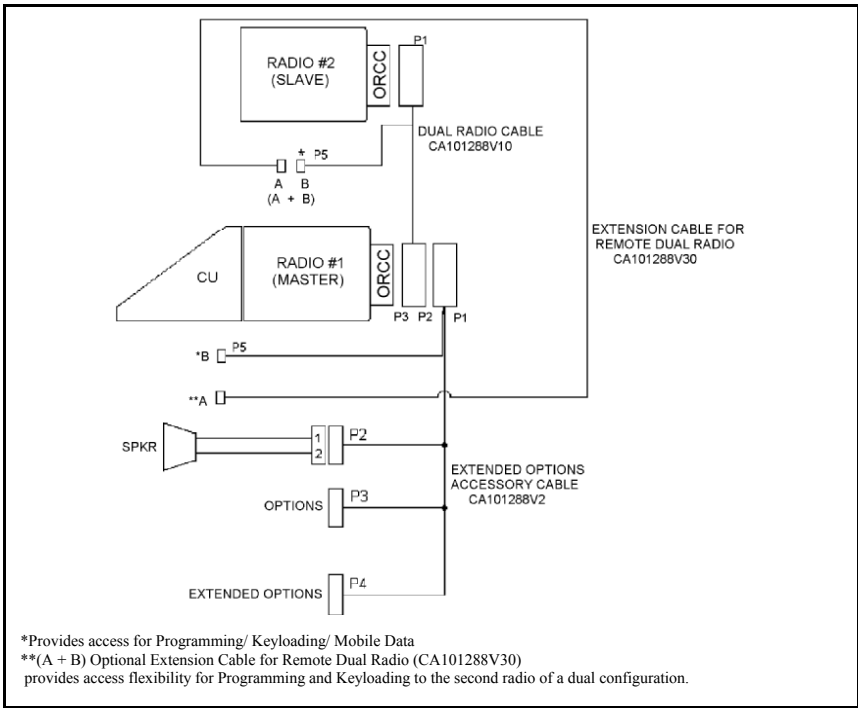 P1
RADIO #2
(SLAVE)
ORCC
DUAL RADIO CABLE
CA101288V10
* P5
A B
(A + B)
EXTENSION CABLE FOR
REMOTE DUAL RADIO
CA101288V30
CU
RADIO #1
(MASTER)
ORCC
P3 P2 P1
*B P5
**A
SPKR
1
2
P2
EXTENDED OPTIONS
ACCESSORY CABLE
CA101288V2
OPTIONS
P3
EXTENDED OPTIONS
P4
*Provides access for Programming/ Keyloading/ Mobile Data
**(A + B) Optional Extension Cable for Remote Dual Radio (CA101288V30)
provides access flexibility for Programming and Keyloading to the second radio of a dual configuration.